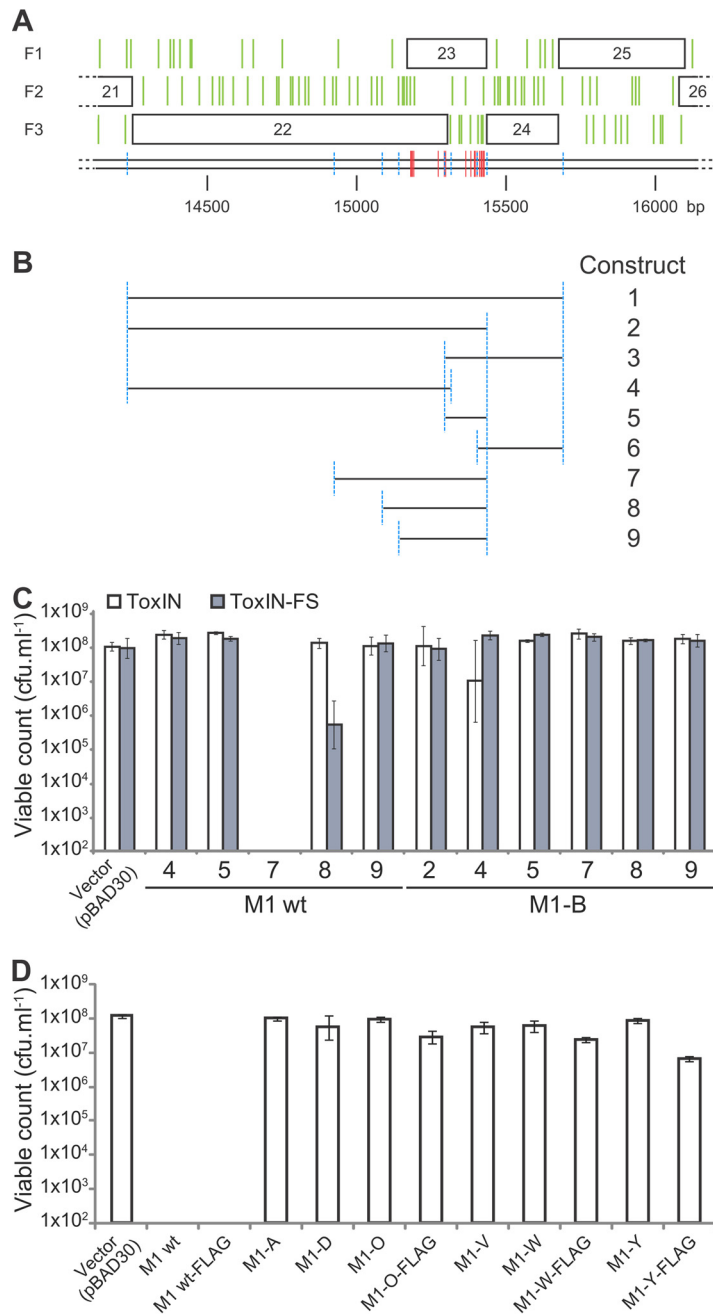 A
F1
23
25
F2
21
26
F3
22
24
14500 15000 15500 16000 bp
B
Construct
1
2
3
4
5
6
7
8
9
C
ToxIN ToxIN-FS
Viable count (cfu.ml-1)
1x10⁹
1x10⁸
1x10⁷
1x10⁶
1x10⁵
1x10⁴
1x10³
1x10²
Vector (pBAD30) 4 5 7 8 9 2 4 5 7 8 9
M1 wt M1-B
D
Viable count (cfu.ml-1)
1x10⁹
1x10⁸
1x10⁷
1x10⁶
1x10⁵
1x10⁴
1x10³
1x10²
Vector (pBAD30) M1 wt M1 wt-FLAG M1-A M1-D M1-O M1-O-FLAG M1-V M1-W M1-W-FLAG M1-Y M1-Y-FLAG